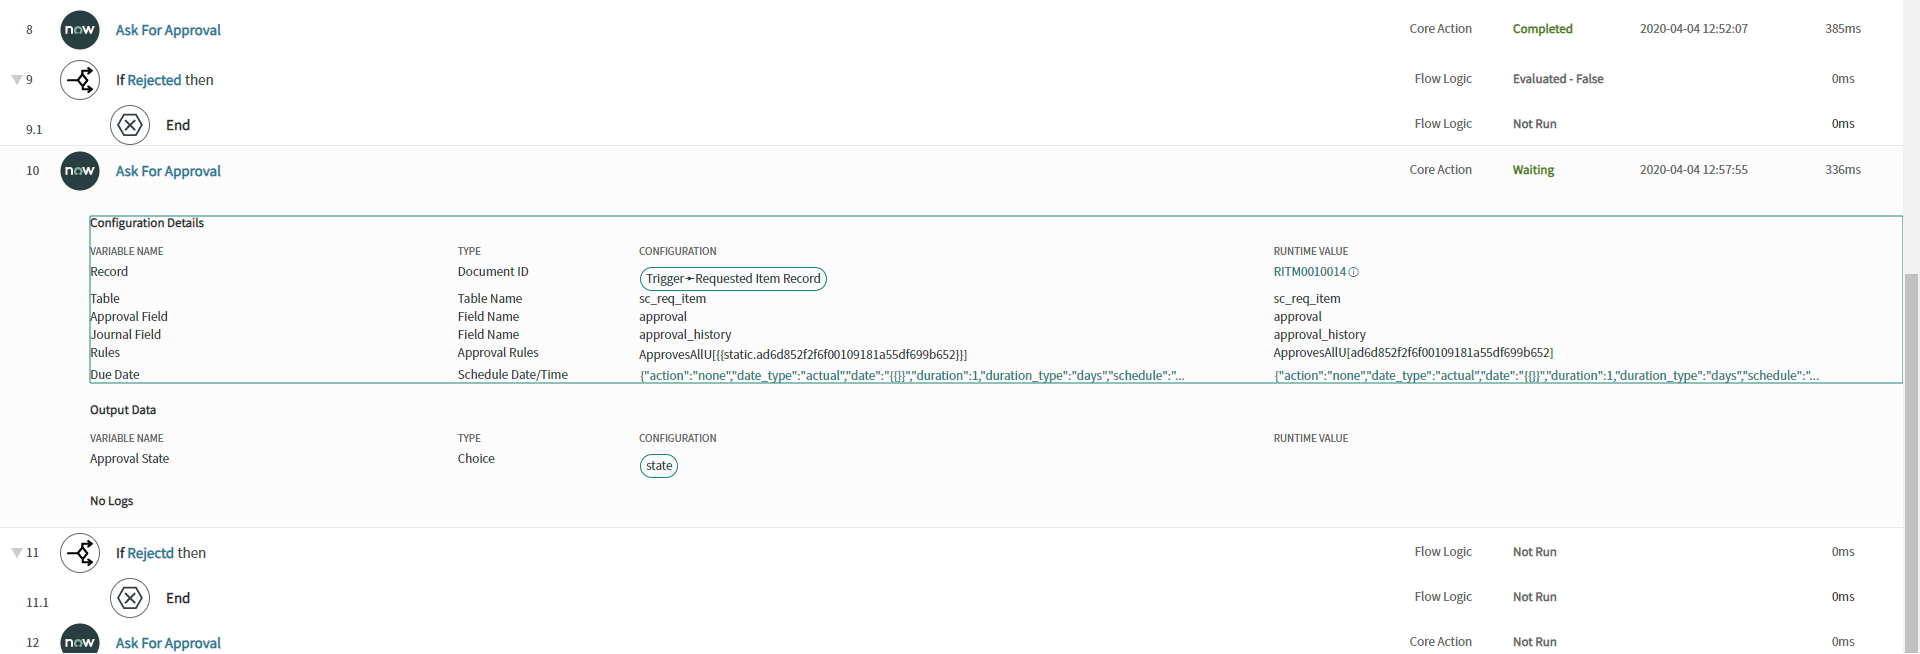 8 now Ask For Approval Core Action Completed 2020-04-04 12:52:07 385ms
9 If Rejected then Flow Logic Evaluated - False 0ms
9.1 End Flow Logic Not Run 0ms
10 now Ask For Approval Core Action Waiting 2020-04-04 12:57:55 336ms
Configuration Details
VARIABLE NAME TYPE CONFIGURATION RUNTIME VALUE
Record Document ID Trigger➛Requested Item Record RITM0010014
Table Table Name sc_req_item sc_req_item
Approval Field Field Name approval approval
Journal Field Field Name approval_history approval_history
Rules Approval Rules ApprovesAllU[{{static.ad6d852f2f6f00109181a55df699b652}}] ApprovesAllU[ad6d852f2f6f00109181a55df699b652]
Due Date Schedule Date/Time {"action":"none","date_type":"actual","date":"{{}}","duration":1,"duration_type":"days","schedule":"... {"action":"none","date_type":"actual","date":"{{}}","duration":1,"duration_type":"days","schedule":"...
Output Data
VARIABLE NAME TYPE CONFIGURATION RUNTIME VALUE
Approval State Choice state
No Logs
11 If Rejectd then Flow Logic Not Run 0ms
11.1 End Flow Logic Not Run 0ms
12 now Ask For Approval Core Action Not Run 0ms